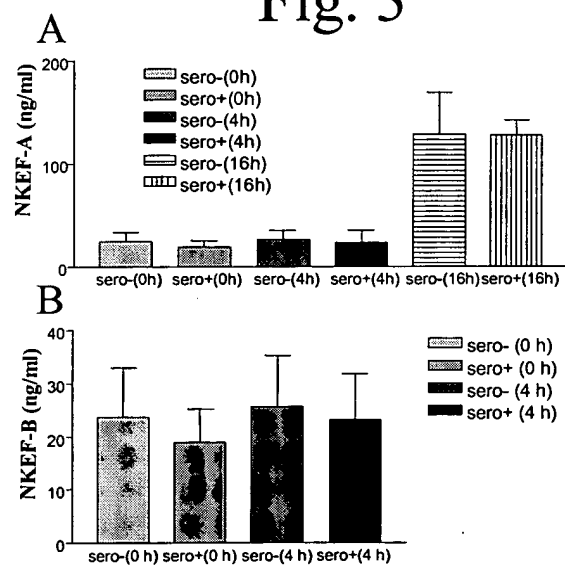 Fig. 5
A
NKEF-A (ng/ml)
200
100
0
sero-(0h)
sero+(0h)
sero-(4h)
sero+(4h)
sero-(16h)
sero+(16h)
sero-(0h) sero+(0h) sero-(4h) sero+(4h) sero-(16h) sero+(16h)
B
NKEF-B (ng/ml)
40
30
20
10
0
sero- (0 h)
sero+ (0 h)
sero- (4 h)
sero+ (4 h)
sero-(0 h) sero+(0 h) sero-(4 h) sero+(4 h)